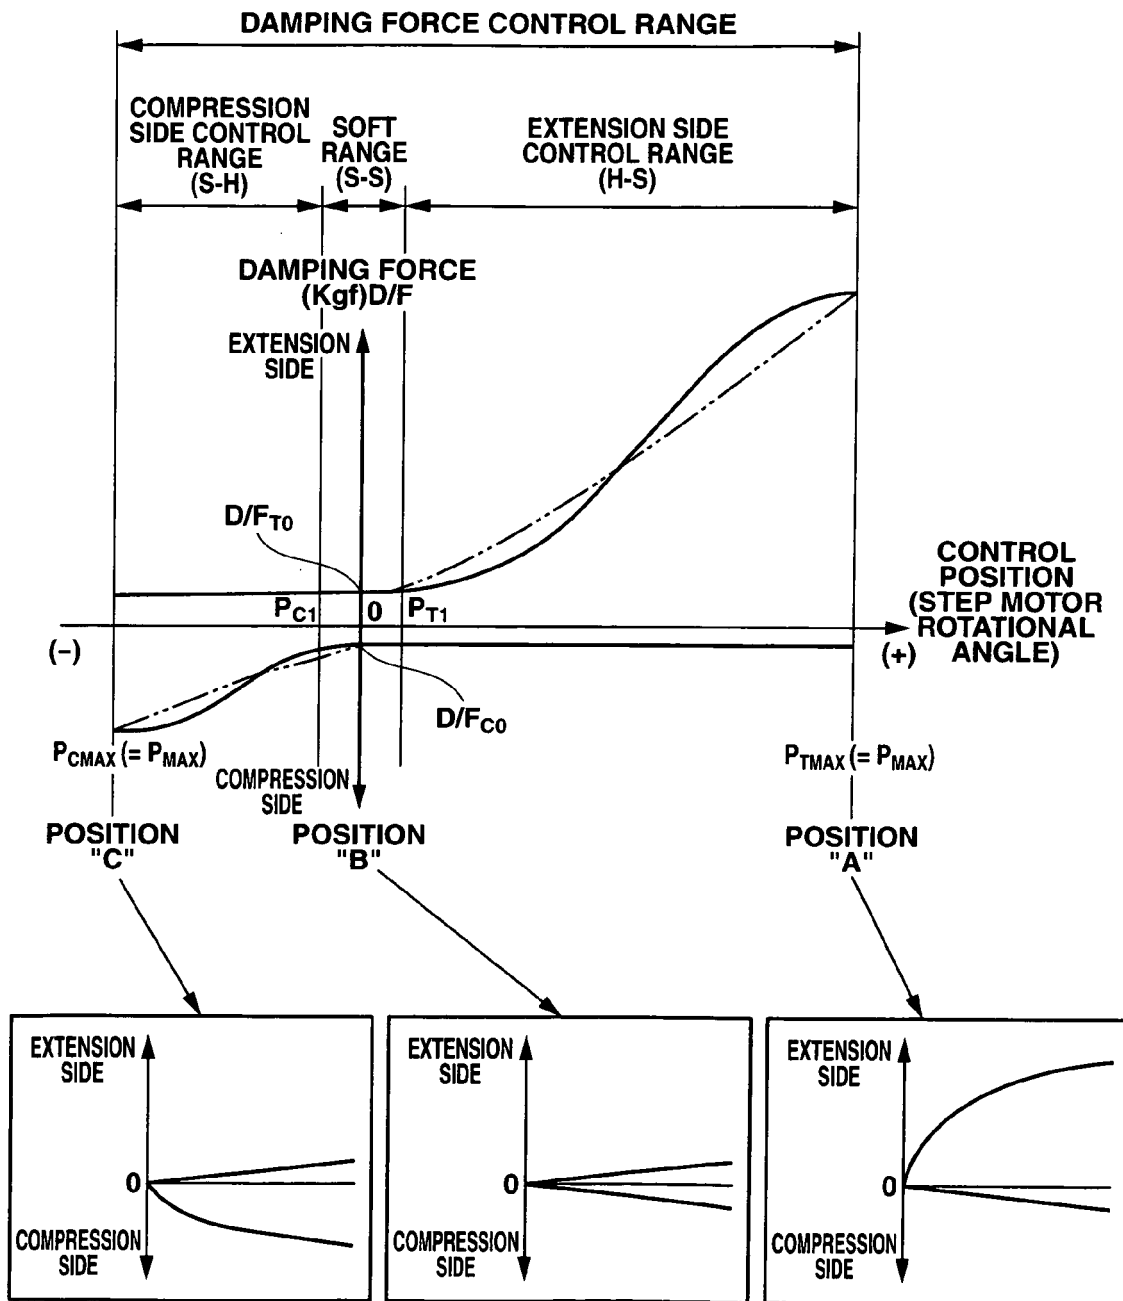 DAMPING FORCE CONTROL RANGE
COMPRESSION
SIDE CONTROL
RANGE
(S-H)
SOFT
RANGE
(S-S)
EXTENSION SIDE
CONTROL RANGE
(H-S)
DAMPING FORCE
(Kgf)D/F
EXTENSION
SIDE
D/FT0
PC1
0
PT1
CONTROL
POSITION
(STEP MOTOR
ROTATIONAL
ANGLE)
(–)
(+)
D/FC0
PCMAX (= PMAX)
PTMAX (= PMAX)
COMPRESSION
SIDE
POSITION
"C"
POSITION
"B"
POSITION
"A"
EXTENSION
SIDE
0
COMPRESSION
SIDE
EXTENSION
SIDE
0
COMPRESSION
SIDE
EXTENSION
SIDE
0
COMPRESSION
SIDE